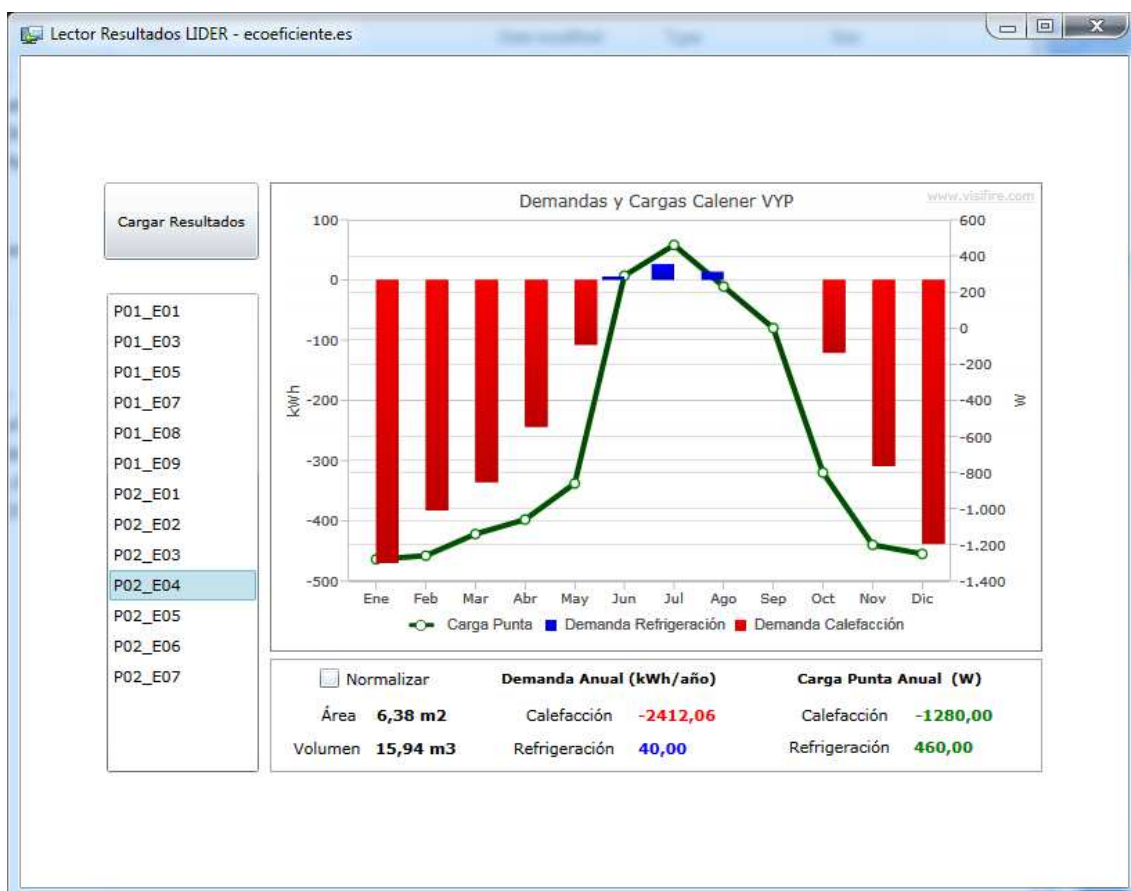 Lector Resultados LIDER - ecoeficiente.es
Cargar Resultados
P01_E01
P01_E03
P01_E05
P01_E07
P01_E08
P01_E09
P02_E01
P02_E02
P02_E03
P02_E04
P02_E05
P02_E06
P02_E07
Demandas y Cargas Calener VYP
www.visifire.com
kWh
100
0
-100
-200
-300
-400
-500
600
400
200
0
-200
-400
-600
-800
-1.000
-1.200
-1.400
W
Ene Feb Mar Abr May Jun Jul Ago Sep Oct Nov Dic
Carga Punta Demanda Refrigeración Demanda Calefacción
Normalizar Demanda Anual (kWh/año) Carga Punta Anual (W)
Área 6,38 m2 Calefacción -2412,06 Calefacción -1280,00
Volumen 15,94 m3 Refrigeración 40,00 Refrigeración 460,00